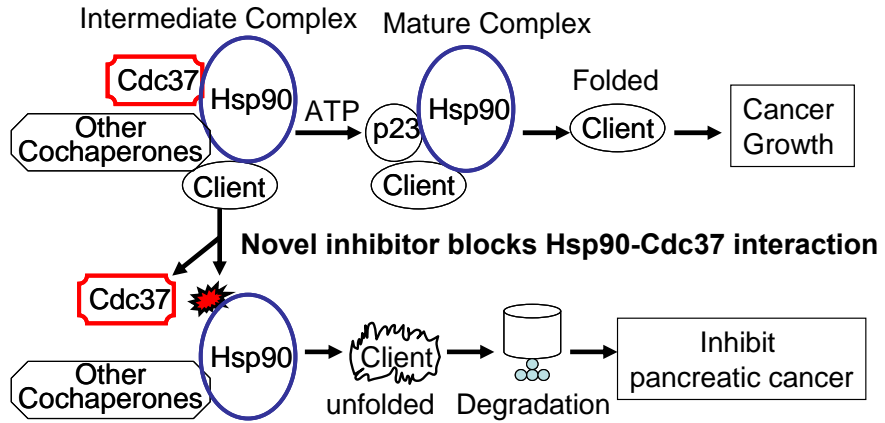 Intermediate Complex
Mature Complex
Cdc37
Hsp90
Other
Cochaperones
Client
ATP
p23
Hsp90
Client
Folded
Client
Cancer
Growth
Novel inhibitor blocks Hsp90-Cdc37 interaction
Cdc37
Hsp90
Other
Cochaperones
Client
unfolded
Degradation
Inhibit
pancreatic cancer